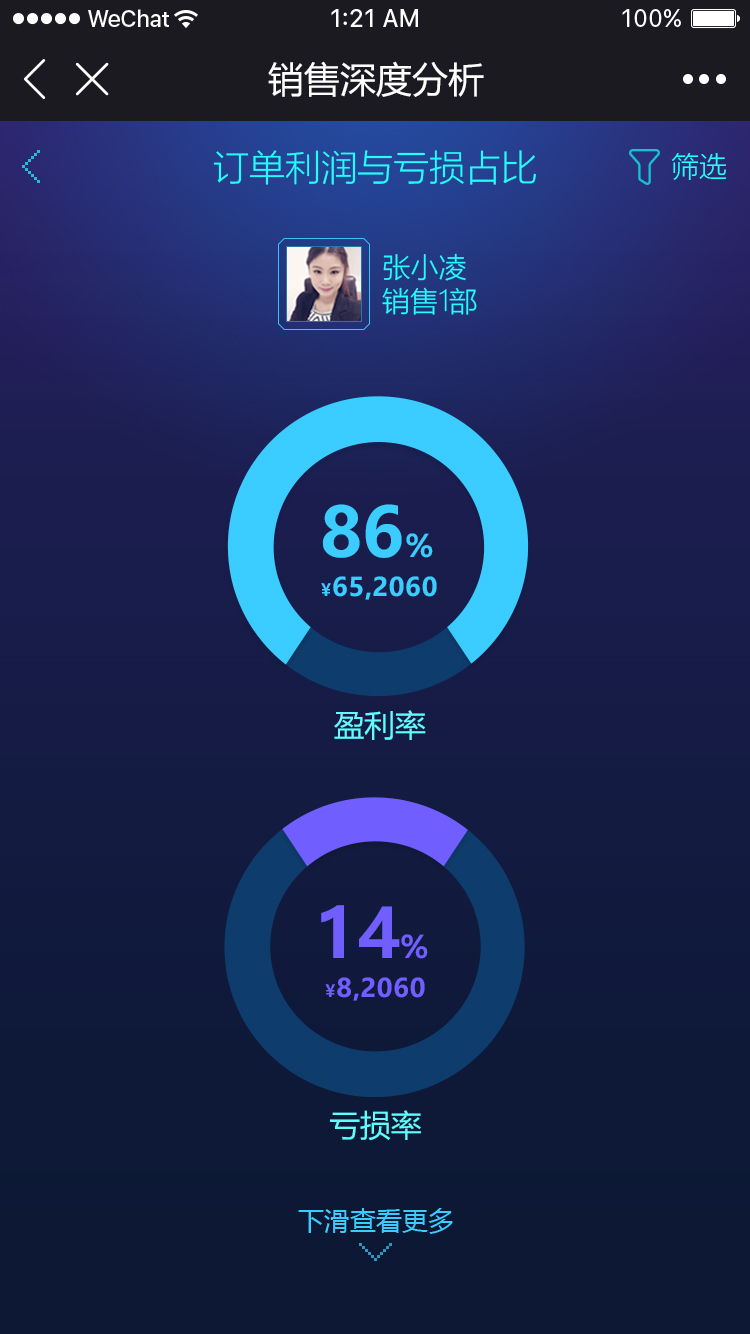 WeChat 1:21 AM 100%
销售深度分析
订单利润与亏损占比 筛选
张小凌
销售1部
86%
¥65,2060
盈利率
14%
¥8,2060
亏损率
下滑查看更多